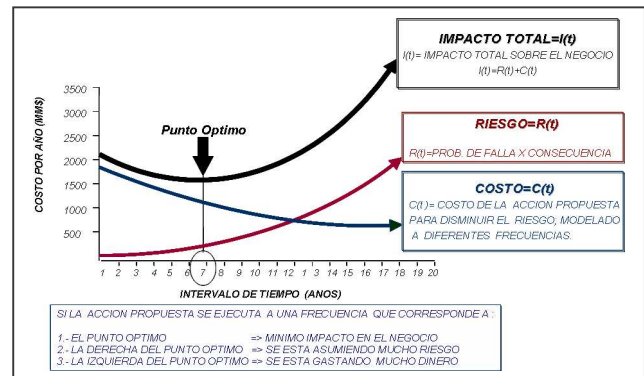 IMPACTO TOTAL=I(t)
I(t)= IMPACTO TOTAL SOBRE EL NEGOCIO
I(t)=R(t)+C(t)
COSTO POR AÑO (MM$)
3500
3000
2500
2000
1500
1000
500
Punto Optimo
RIESGO=R(t)
R(t)=PROB. DE FALLA X CONSECUENCIA
COSTO=C(t)
C(t)= COSTO DE LA ACCION PROPUESTA
PARA DISMINUIR EL RIESGO, MODELADO
A DIFERENTES FRECUENCIAS.
1 2 3 4 5 6 7 8 9 10 11 12 1 3 14 15 16 17 18 19 20
INTERVALO DE TIEMPO (ANOS)
SI LA ACCION PROPUESTA SE EJECUTA A UNA FRECUENCIA QUE CORRESPONDE A :
1.- EL PUNTO OPTIMO => MINIMO IMPACTO EN EL NEGOCIO
2.- LA DERECHA DEL PUNTO OPTIMO => SE ESTA ASUMIENDO MUCHO RIESGO
3.- LA IZQUIERDA DEL PUNTO OPTIMO => SE ESTA GASTANDO MUCHO DINERO